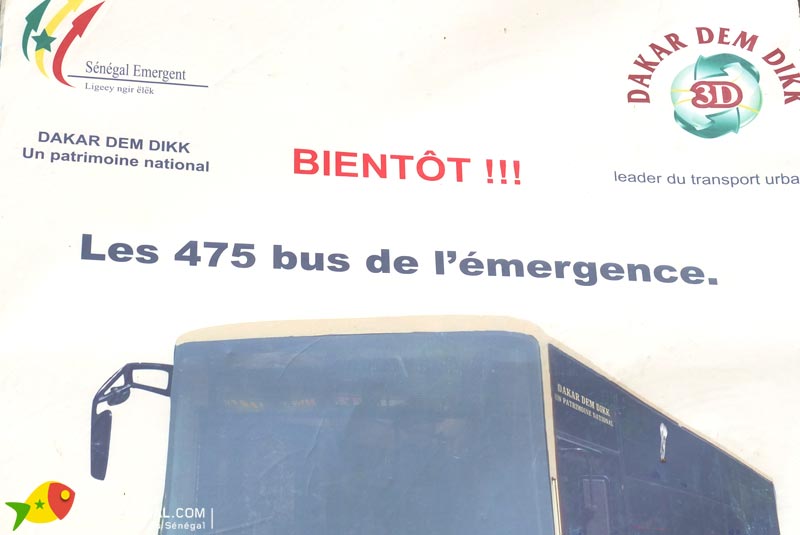 Sénégal Emergent
Ligeey ngir ëlëk
DAKAR DEM DIKK
3D
DAKAR DEM DIKK
Un patrimoine national
BIENTÔT !!!
leader du transport urba
Les 475 bus de l'émergence.
DAKAR DEM DIKK
UN PATRIMOINE NATIONAL
AL.COM
/Sénégal